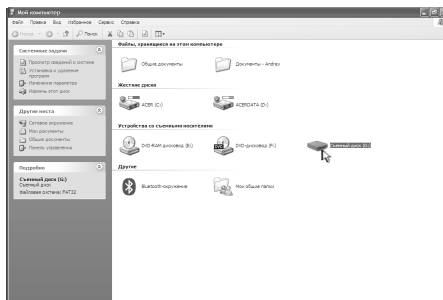 Мой компьютер
Файл Правка Вид Избранное Сервис Справка
Назад Поиск
Системные задачи
Просмотр сведений о системе
Установка и удаление программ
Изменение параметра
Извлечь этот диск
Другие места
Сетевое окружение
Мои документы
Общие документы
Панель управления
Подробно
Съемный диск (G:)
Съемный диск
Файловая система: FAT32
Файлы, хранящиеся на этом компьютере
Общие документы
Документы - Andrey
Жесткие диски
ACER (C:)
ACERDATA (D:)
Устройства со съемными носителями
DVD-RAM дисковод (E:)
DVD-дисковод (F:)
Съемный диск (G:)
Другие
Bluetooth-окружение
Мои общие папки